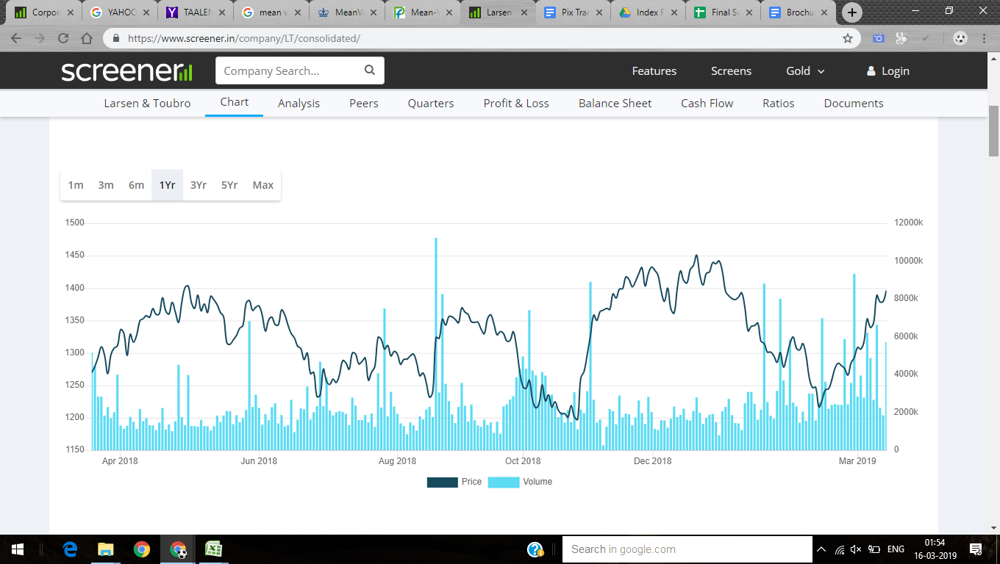 Corpora
YAHOO
TAALEN
mean v
MeanVa
Mean-V
Larsen
Pix Tran
Index F
Final Su
Brochu
https://www.screener.in/company/LT/consolidated/
screener
Company Search...
Features Screens Gold Login
Larsen & Toubro Chart Analysis Peers Quarters Profit & Loss Balance Sheet Cash Flow Ratios Documents
1m 3m 6m 1Yr 3Yr 5Yr Max
1500 12000k
1450 10000k
1400 8000k
1350 6000k
1300 4000k
1250 2000k
1200
1150 0
Apr 2018 Jun 2018 Aug 2018 Oct 2018 Dec 2018 Mar 2019
Price Volume
Search in google.com
ENG
01:54
16-03-2019